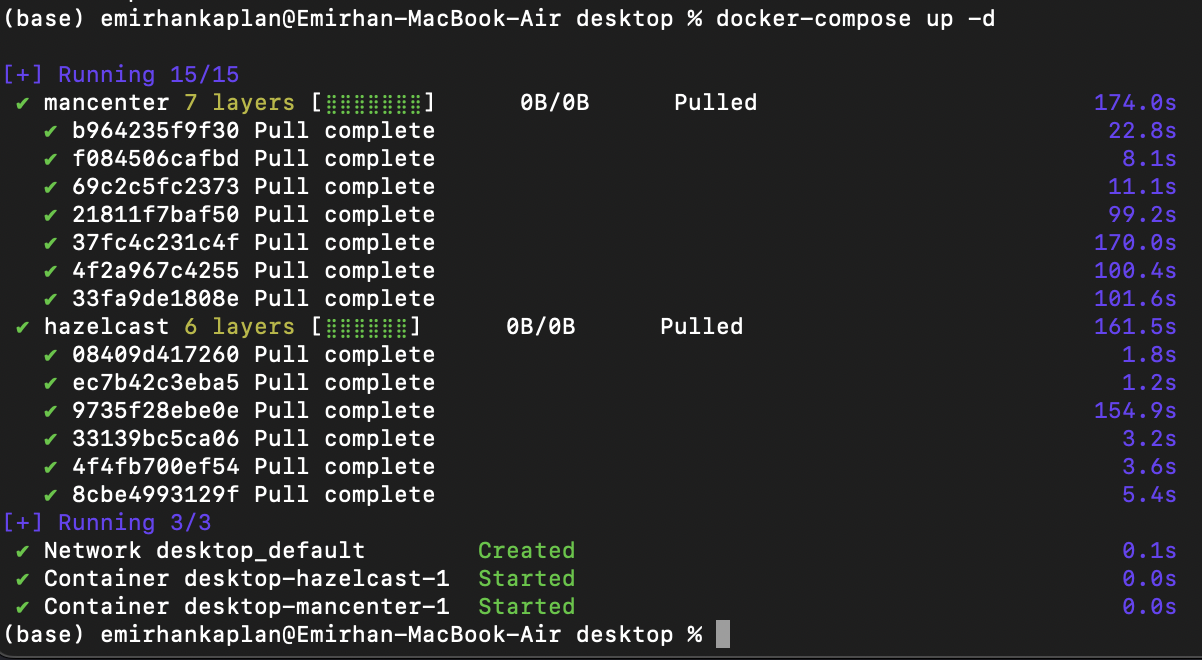 (base) emirhankaplan@Emirhan-MacBook-Air desktop % docker-compose up -d
[+] Running 15/15
✔ mancenter 7 layers [⣿⣿⣿⣿⣿⣿⣿] 0B/0B Pulled 174.0s
✔ b964235f9f30 Pull complete 22.8s
✔ f084506cafbd Pull complete 8.1s
✔ 69c2c5fc2373 Pull complete 11.1s
✔ 21811f7baf50 Pull complete 99.2s
✔ 37fc4c231c4f Pull complete 170.0s
✔ 4f2a967c4255 Pull complete 100.4s
✔ 33fa9de1808e Pull complete 101.6s
✔ hazelcast 6 layers [⣿⣿⣿⣿⣿⣿] 0B/0B Pulled 161.5s
✔ 08409d417260 Pull complete 1.8s
✔ ec7b42c3eba5 Pull complete 1.2s
✔ 9735f28ebe0e Pull complete 154.9s
✔ 33139bc5ca06 Pull complete 3.2s
✔ 4f4fb700ef54 Pull complete 3.6s
✔ 8cbe4993129f Pull complete 5.4s
[+] Running 3/3
✔ Network desktop_default Created 0.1s
✔ Container desktop-hazelcast-1 Started 0.0s
✔ Container desktop-mancenter-1 Started 0.0s
(base) emirhankaplan@Emirhan-MacBook-Air desktop %